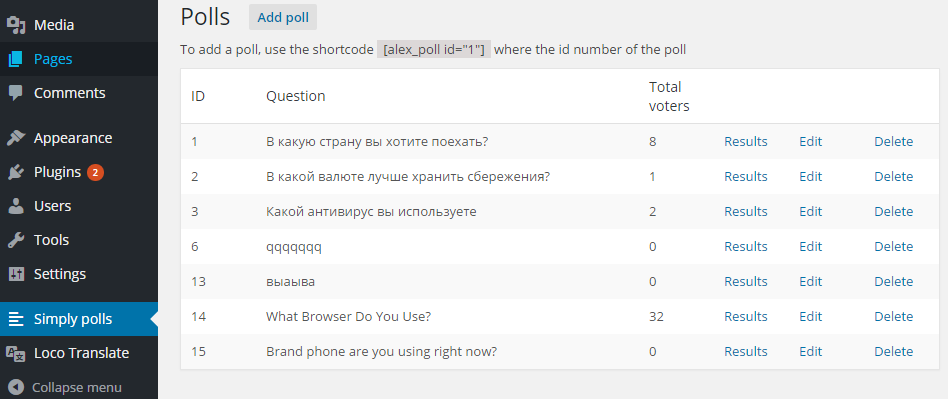 Media
Pages
Comments
Appearance
Plugins 2
Users
Tools
Settings
Simply polls
Loco Translate
Collapse menu
Polls Add poll
To add a poll, use the shortcode [alex_poll id="1"] where the id number of the poll
ID Question Total voters
1 В какую страну вы хотите поехать? 8 Results Edit Delete
2 В какой валюте лучше хранить сбережения? 1 Results Edit Delete
3 Какой антивирус вы используете 2 Results Edit Delete
6 qqqqqqq 0 Results Edit Delete
13 выаыва 0 Results Edit Delete
14 What Browser Do You Use? 32 Results Edit Delete
15 Brand phone are you using right now? 0 Results Edit Delete